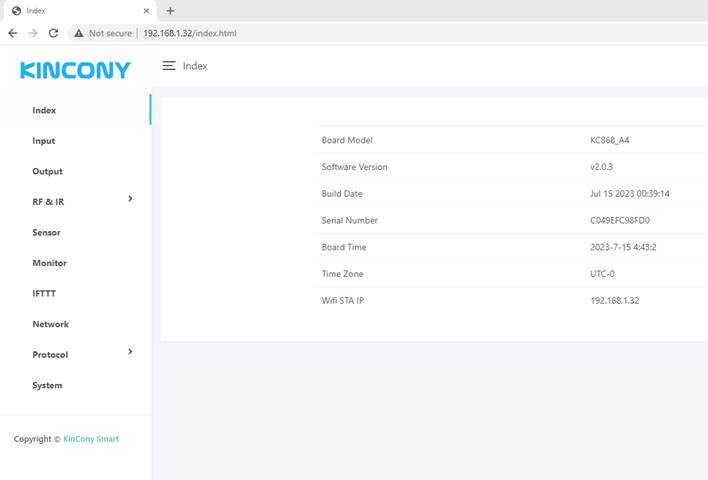 Index
Not secure | 192.168.1.32/index.html
KINCONY
Index
Index
Input
Output
RF & IR
Sensor
Monitor
IFTTT
Network
Protocol
System
Copyright © KinCony Smart
Board Model KC868_A4
Software Version v2.0.3
Build Date Jul 15 2023 00:39:14
Serial Number C049EFC98FD0
Board Time 2023-7-15 4:43:2
Time Zone UTC-0
Wifi STA IP 192.168.1.32